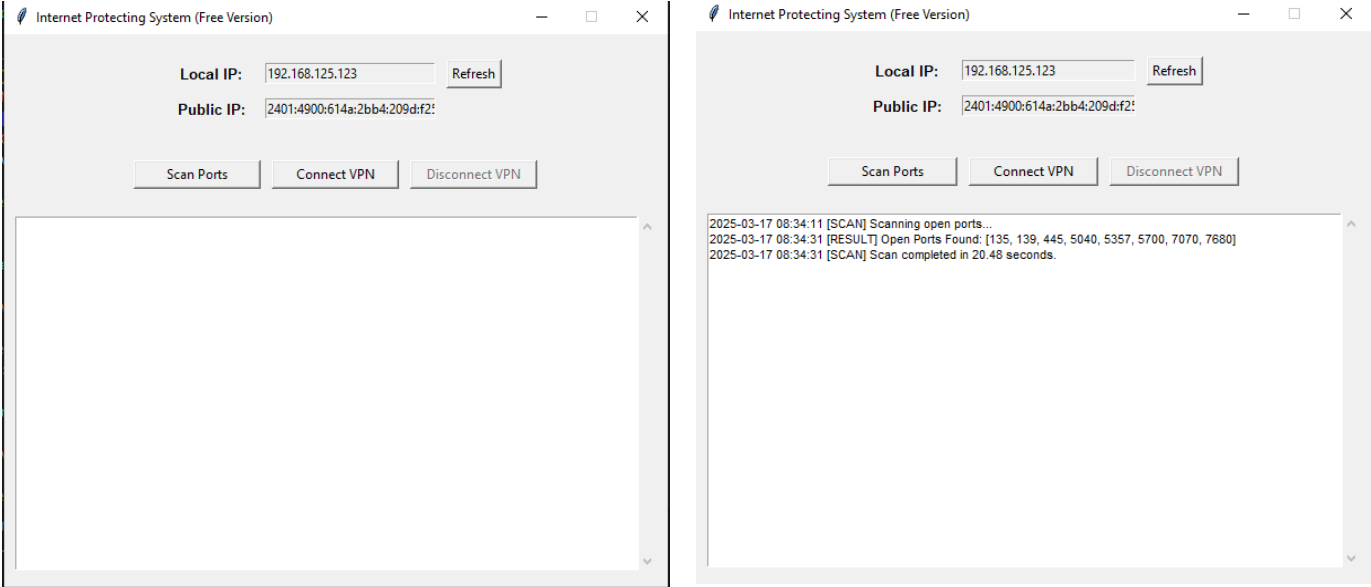 Internet Protecting System (Free Version)
Local IP: 192.168.125.123 Refresh
Public IP: 2401:4900:614a:2bb4:209d:f25
Scan Ports Connect VPN Disconnect VPN
Internet Protecting System (Free Version)
Local IP: 192.168.125.123 Refresh
Public IP: 2401:4900:614a:2bb4:209d:f25
Scan Ports Connect VPN Disconnect VPN
2025-03-17 08:34:11 [SCAN] Scanning open ports...
2025-03-17 08:34:31 [RESULT] Open Ports Found: [135, 139, 445, 5040, 5357, 5700, 7070, 7680]
2025-03-17 08:34:31 [SCAN] Scan completed in 20.48 seconds.